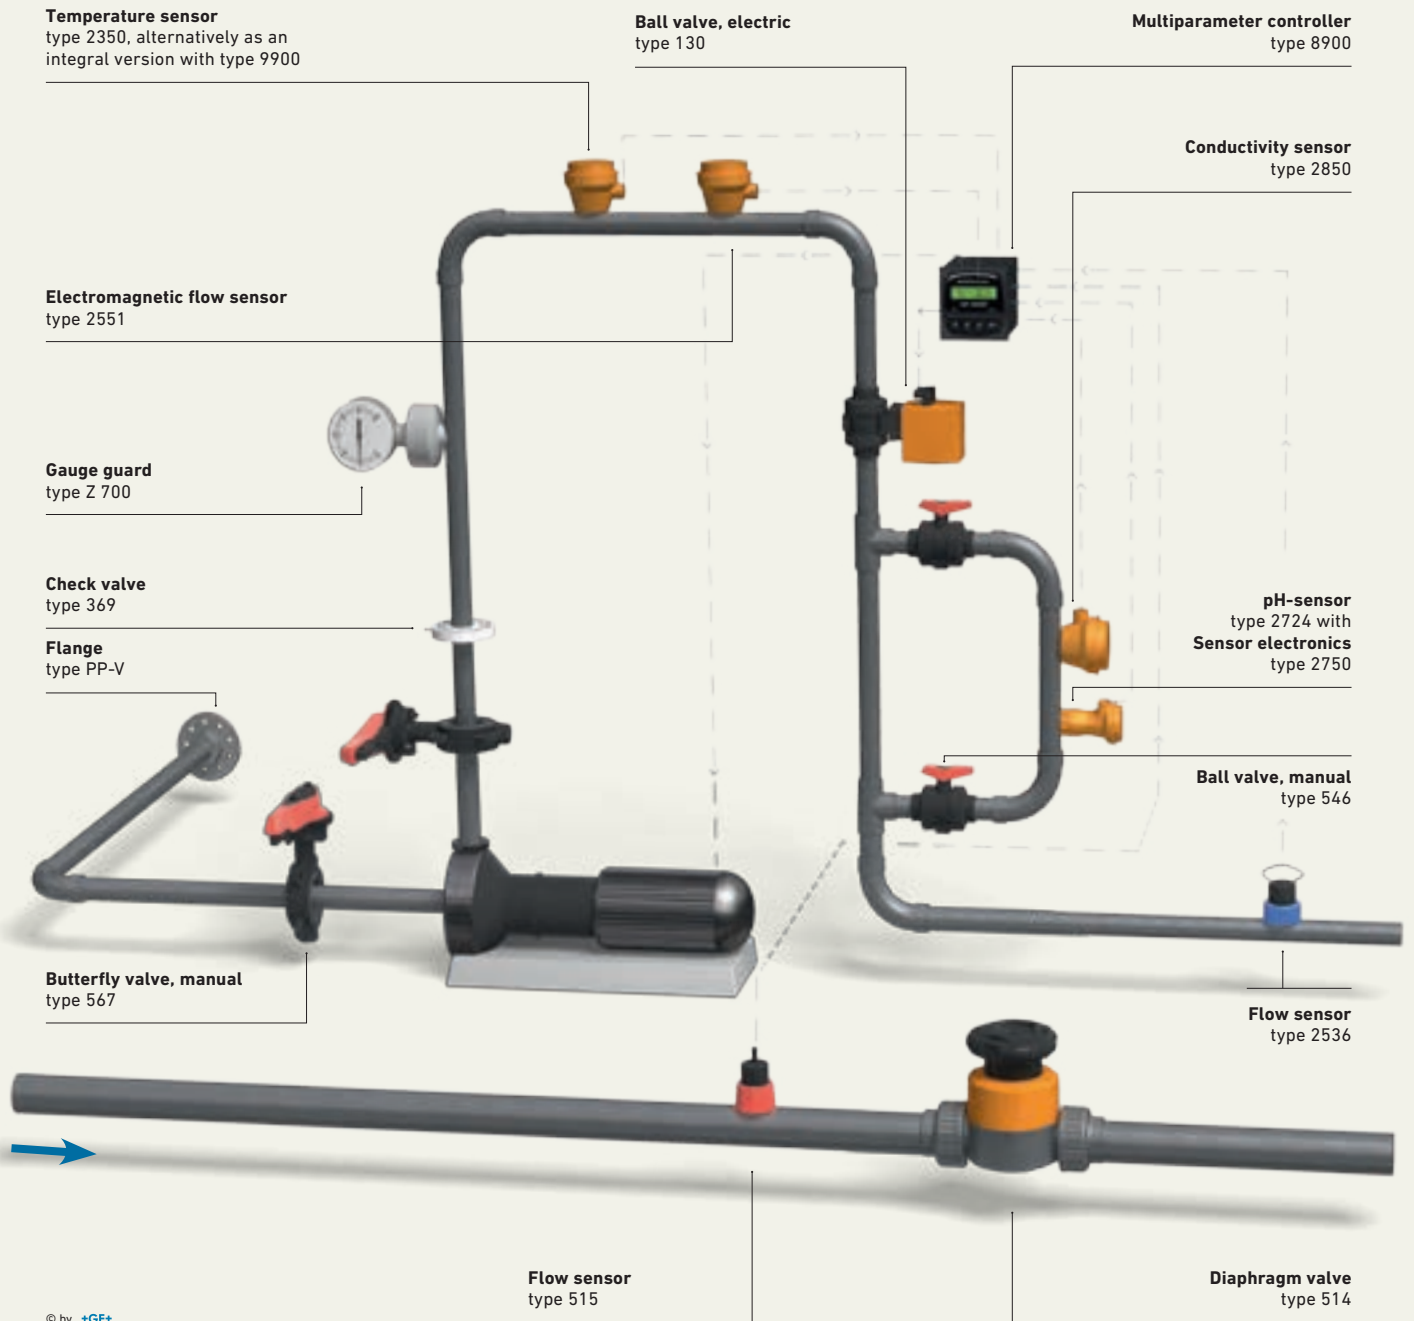 Temperature sensor
type 2350, alternatively as an
integral version with type 9900
Ball valve, electric
type 130
Multiparameter controller
type 8900
Conductivity sensor
type 2850
Electromagnetic flow sensor
type 2551
Gauge guard
type Z 700
Check valve
type 369
Flange
type PP-V
pH-sensor
type 2724 with
Sensor electronics
type 2750
Ball valve, manual
type 546
Butterfly valve, manual
type 567
Flow sensor
type 2536
Flow sensor
type 515
Diaphragm valve
type 514
© by +GF+